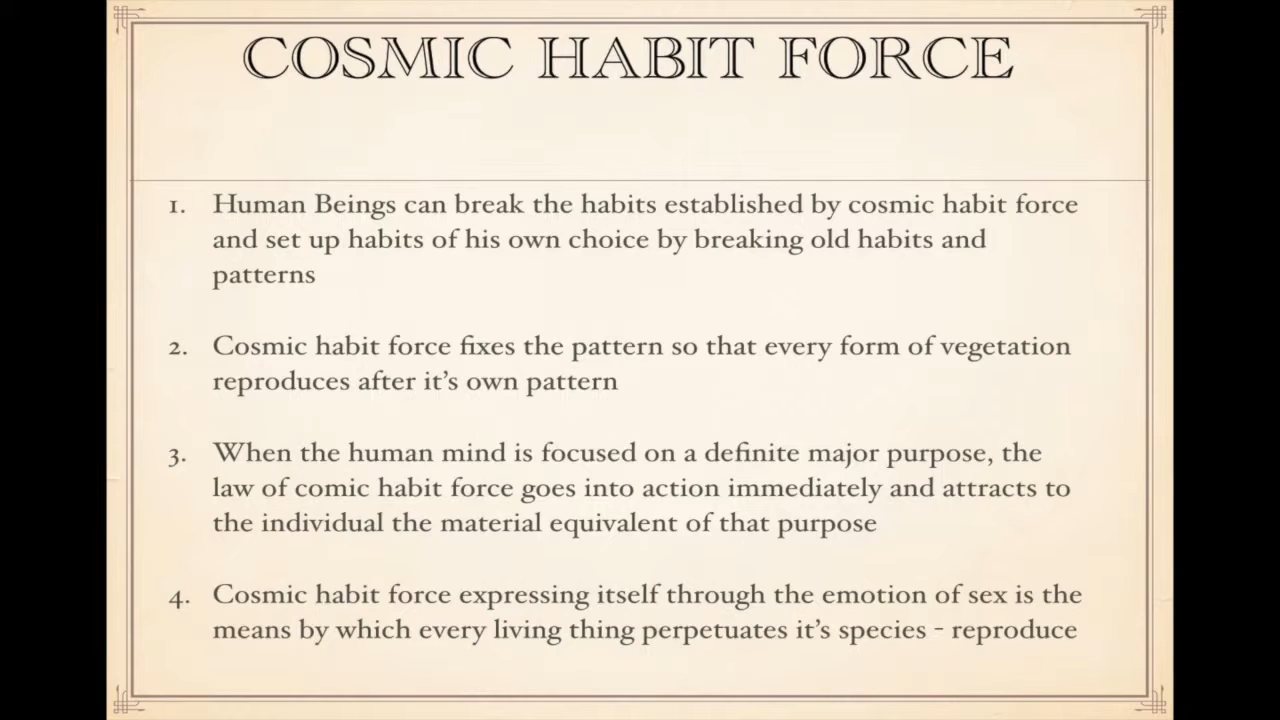 COSMIC HABIT FORCE
1. Human Beings can break the habits established by cosmic habit force
and set up habits of his own choice by breaking old habits and
patterns
2. Cosmic habit force fixes the pattern so that every form of vegetation
reproduces after it's own pattern
3. When the human mind is focused on a definite major purpose, the
law of comic habit force goes into action immediately and attracts to
the individual the material equivalent of that purpose
4. Cosmic habit force expressing itself through the emotion of sex is the
means by which every living thing perpetuates it's species - reproduce